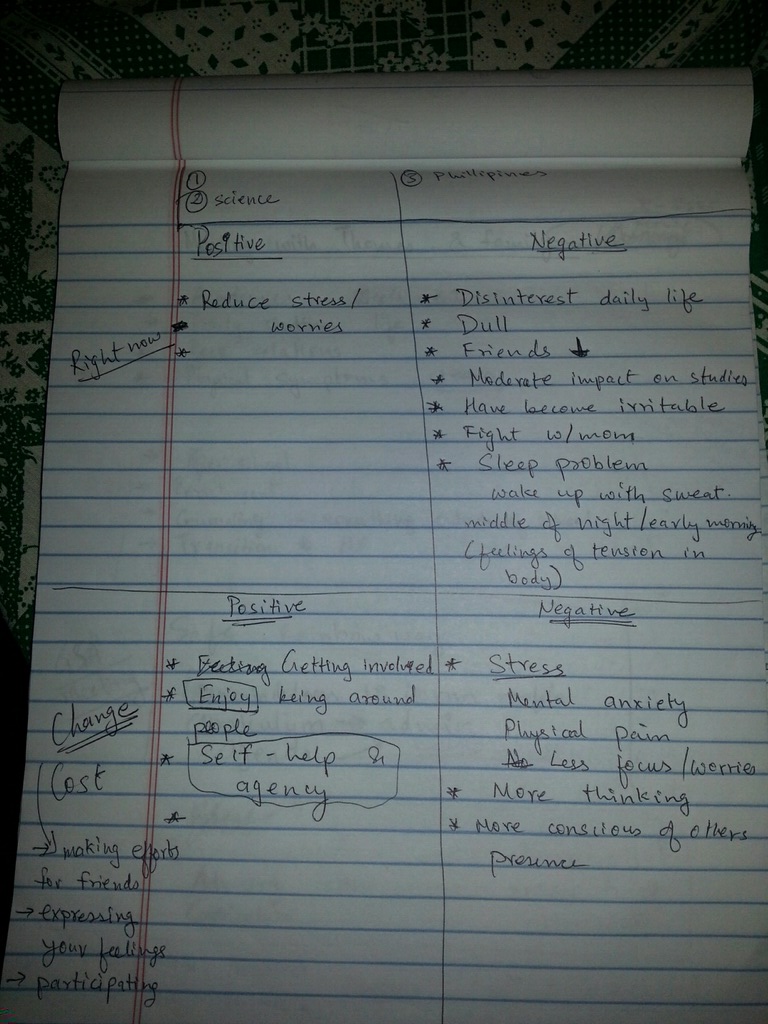 ①
② science
③ Phillipines
Positive
Right now
* Reduce stress/
* worries
*
Negative
* Disinterest daily life
* Dull
* Friends ↓
* Moderate impact on studies
* Have become irritable
* Fight w/mom
* Sleep problem
wake up with sweat.
middle of night/early morning
(feelings of tension in
body)
Positive
Change
* Getting involved
* Enjoy being around
people
* Self-help &
agency
*
Negative
* Stress
Mental anxiety
Physical pain
Less focus/worries
* More thinking
* More conscious of others
presence
Cost
→ making efforts
for friends
→ expressing
your feelings
→ participating